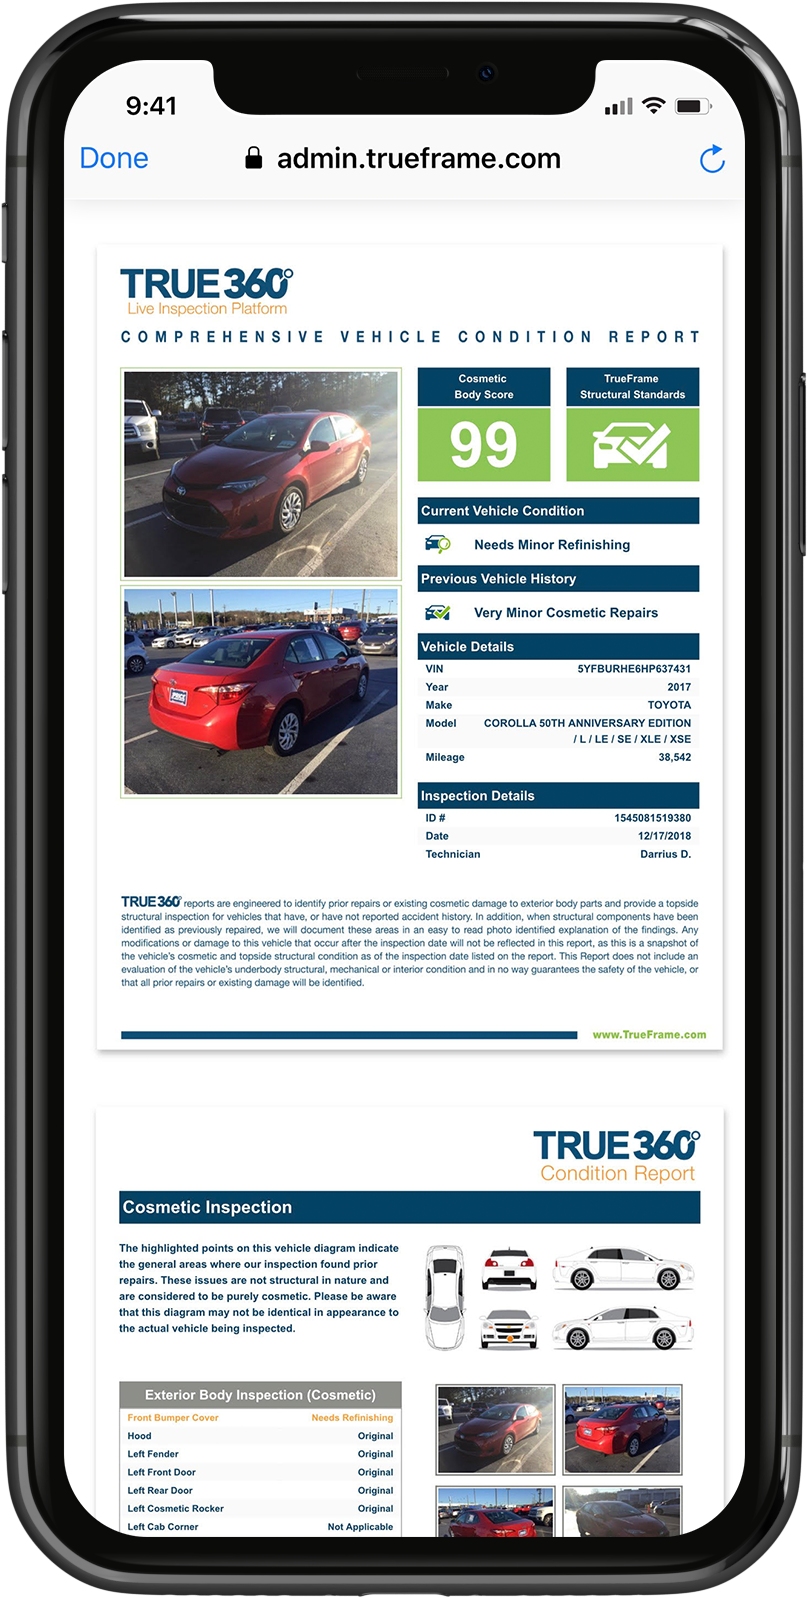 9:41
Done
admin.trueframe.com
TRUE360°
Live Inspection Platform
COMPREHENSIVE VEHICLE CONDITION REPORT
Cosmetic
Body Score
99
TrueFrame
Structural Standards
Current Vehicle Condition
Needs Minor Refinishing
Previous Vehicle History
Very Minor Cosmetic Repairs
Vehicle Details
VIN 5YFBURHE6HP637431
Year 2017
Make TOYOTA
Model COROLLA 50TH ANNIVERSARY EDITION
/ L / LE / SE / XLE / XSE
Mileage 38,542
Inspection Details
ID # 1545081519380
Date 12/17/2018
Technician Darrius D.
TRUE360° reports are engineered to identify prior repairs or existing cosmetic damage to exterior body parts and provide a topside
structural inspection for vehicles that have, or have not reported accident history. In addition, when structural components have been
identified as previously repaired, we will document these areas in an easy to read photo identified explanation of the findings. Any
modifications or damage to this vehicle that occur after the inspection date will not be reflected in this report, as this is a snapshot of
the vehicle's cosmetic and topside structural condition as of the inspection date listed on the report. This Report does not include an
evaluation of the vehicle's underbody structural, mechanical or interior condition and in no way guarantees the safety of the vehicle, or
that all prior repairs or existing damage will be identified.
www.TrueFrame.com
TRUE360°
Condition Report
Cosmetic Inspection
The highlighted points on this vehicle diagram indicate
the general areas where our inspection found prior
repairs. These issues are not structural in nature and
are considered to be purely cosmetic. Please be aware
that this diagram may not be identical in appearance to
the actual vehicle being inspected.
Exterior Body Inspection (Cosmetic)
Front Bumper Cover Needs Refinishing
Hood Original
Left Fender Original
Left Front Door Original
Left Rear Door Original
Left Cosmetic Rocker Original
Left Cab Corner Not Applicable